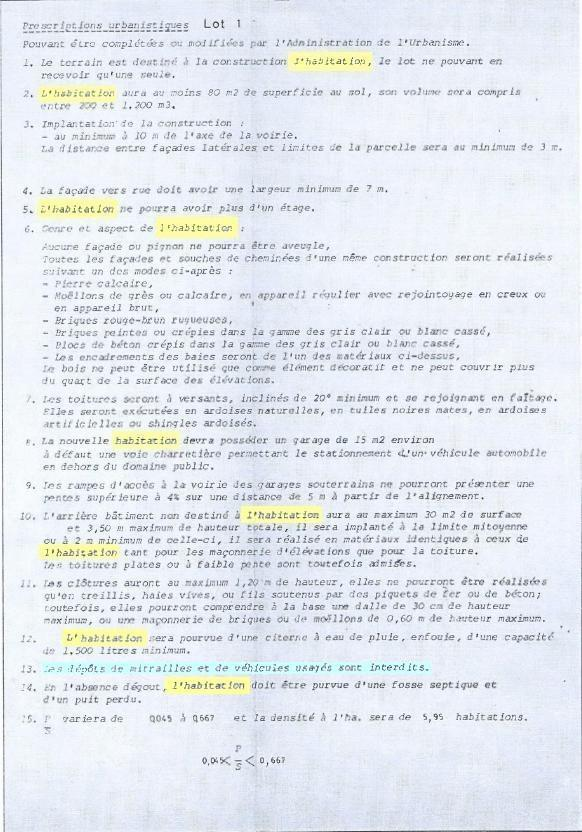 Prescriptions urbanistiques Lot 1
Pouvant être complétées ou modifiées par l'Administration de l'Urbanisme.
1. Le terrain est destiné à la construction d'habitation, le lot ne pouvant en
recevoir qu'une seule.
2. L'habitation aura au moins 80 m2 de superficie au sol, son volume sera compris
entre 200 et 1.200 m3.
3. Implantation de la construction :
- au minimum à 10 m de l'axe de la voirie.
La distance entre façades latérales et limites de la parcelle sera au minimum de 3 m.
4. La façade vers rue doit avoir une largeur minimum de 7 m.
5. L'habitation ne pourra avoir plus d'un étage.
6. Genre et aspect de l'habitation :
Aucune façade ou pignon ne pourra être aveugle,
Toutes les façades et souches de cheminées d'une même construction seront réalisées
suivant un des modes ci-après :
- Pierre calcaire,
- Moëllons de grès ou calcaire, en appareil régulier avec rejointoyage en creux ou
en appareil brut,
- Briques rouge-brun rugueuses,
- Briques peintes ou crépies dans la gamme des gris clair ou blanc cassé,
- Blocs de béton crépis dans la gamme des gris clair ou blanc cassé,
- Les encadrements des baies seront de l'un des matériaux ci-dessus,
Le bois ne peut être utilisé que comme élément décoratif et ne peut couvrir plus
du quart de la surface des élévations.
7. Les toitures seront à versants, inclinés de 20° minimum et se rejoignant en faîtage.
Elles seront exécutées en ardoises naturelles, en tuiles noires mates, en ardoises
artificielles ou shingles ardoisés.
8. La nouvelle habitation devra posséder un garage de 15 m2 environ
à défaut une voie charretière permettant le stationnement d'un véhicule automobile
en dehors du domaine public.
9. Les rampes d'accès à la voirie des garages souterrains ne pourront présenter une
pentes supérieure à 4% sur une distance de 5 m à partir de l'alignement.
10. L'arrière bâtiment non destiné à l'habitation aura au maximum 30 m2 de surface
et 3,50 m maximum de hauteur totale, il sera implanté à la limite mitoyenne
ou à 2 m minimum de celle-ci, il sera réalisé en matériaux identiques à ceux de
l'habitation tant pour les maçonnerie d'élévations que pour la toiture.
Les toitures plates ou à faible pente sont toutefois admises.
11. Les clôtures auront au maximum 1,20 m de hauteur, elles ne pourront être réalisées
qu'en treillis, haies vives, ou fils soutenus par des piquets de fer ou de béton;
toutefois, elles pourront comprendre à la base une dalle de 30 cm de hauteur
maximum, ou une maçonnerie de briques ou de moëllons de 0,60 m de hauteur maximum.
12. L'habitation sera pourvue d'une citerne à eau de pluie, enfouie, d'une capacité
de 1.500 litres minimum.
13. Les dépôts de mitrailles et de véhicules usagés sont interdits.
14. En l'absence dégout, l'habitation doit être purvue d'une fosse septique et
d'un puit perdu.
15. P variera de 0,045 à 0,667 et la densité à l'ha. sera de 5,95 habitations.
S
P
0,045 < – < 0,667
S